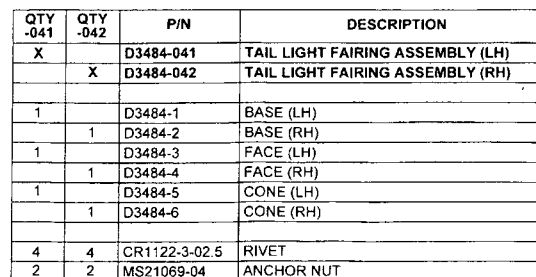 QTY -041 QTY -042 P/N DESCRIPTION
X D3484-041 TAIL LIGHT FAIRING ASSEMBLY (LH)
X D3484-042 TAIL LIGHT FAIRING ASSEMBLY (RH)
1 D3484-1 BASE (LH)
1 D3484-2 BASE (RH)
1 D3484-3 FACE (LH)
1 D3484-4 FACE (RH)
1 D3484-5 CONE (LH)
1 D3484-6 CONE (RH)
4 4 CR1122-3-02.5 RIVET
2 2 MS21069-04 ANCHOR NUT